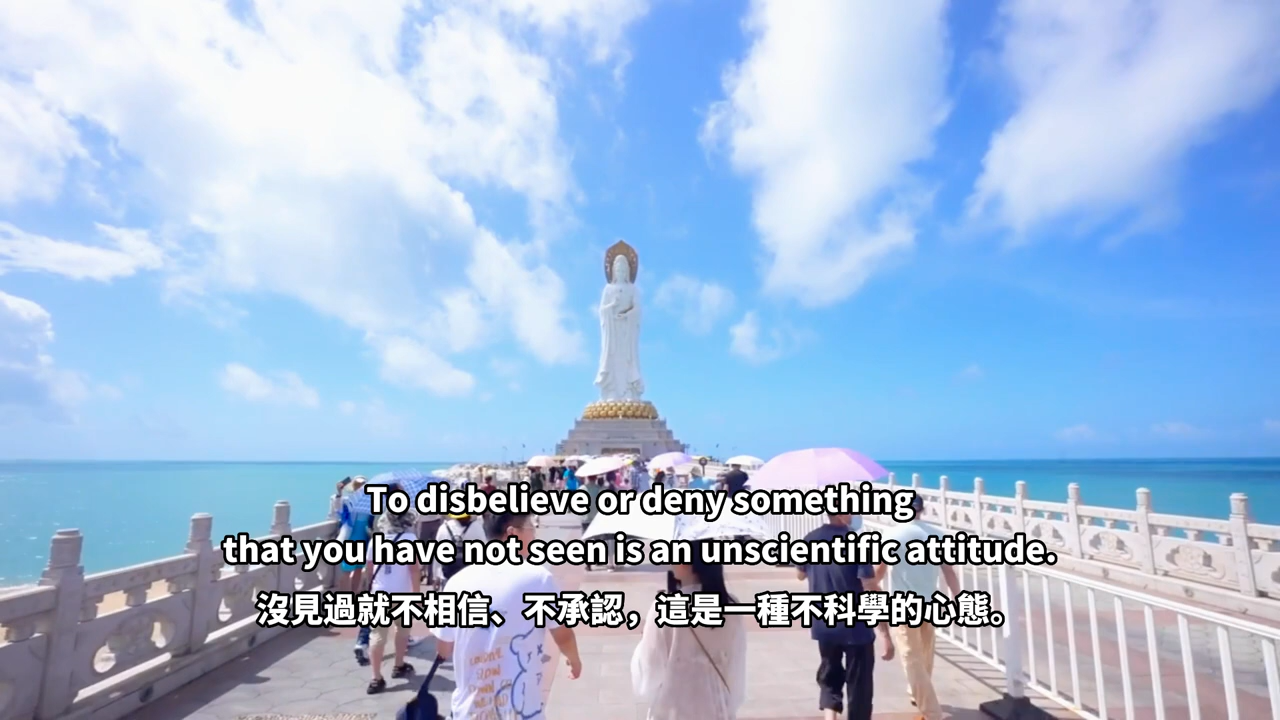 To disbelieve or deny something
that you have not seen is an unscientific attitude.
沒見過就不相信、不承認，這是一種不科學的心態。